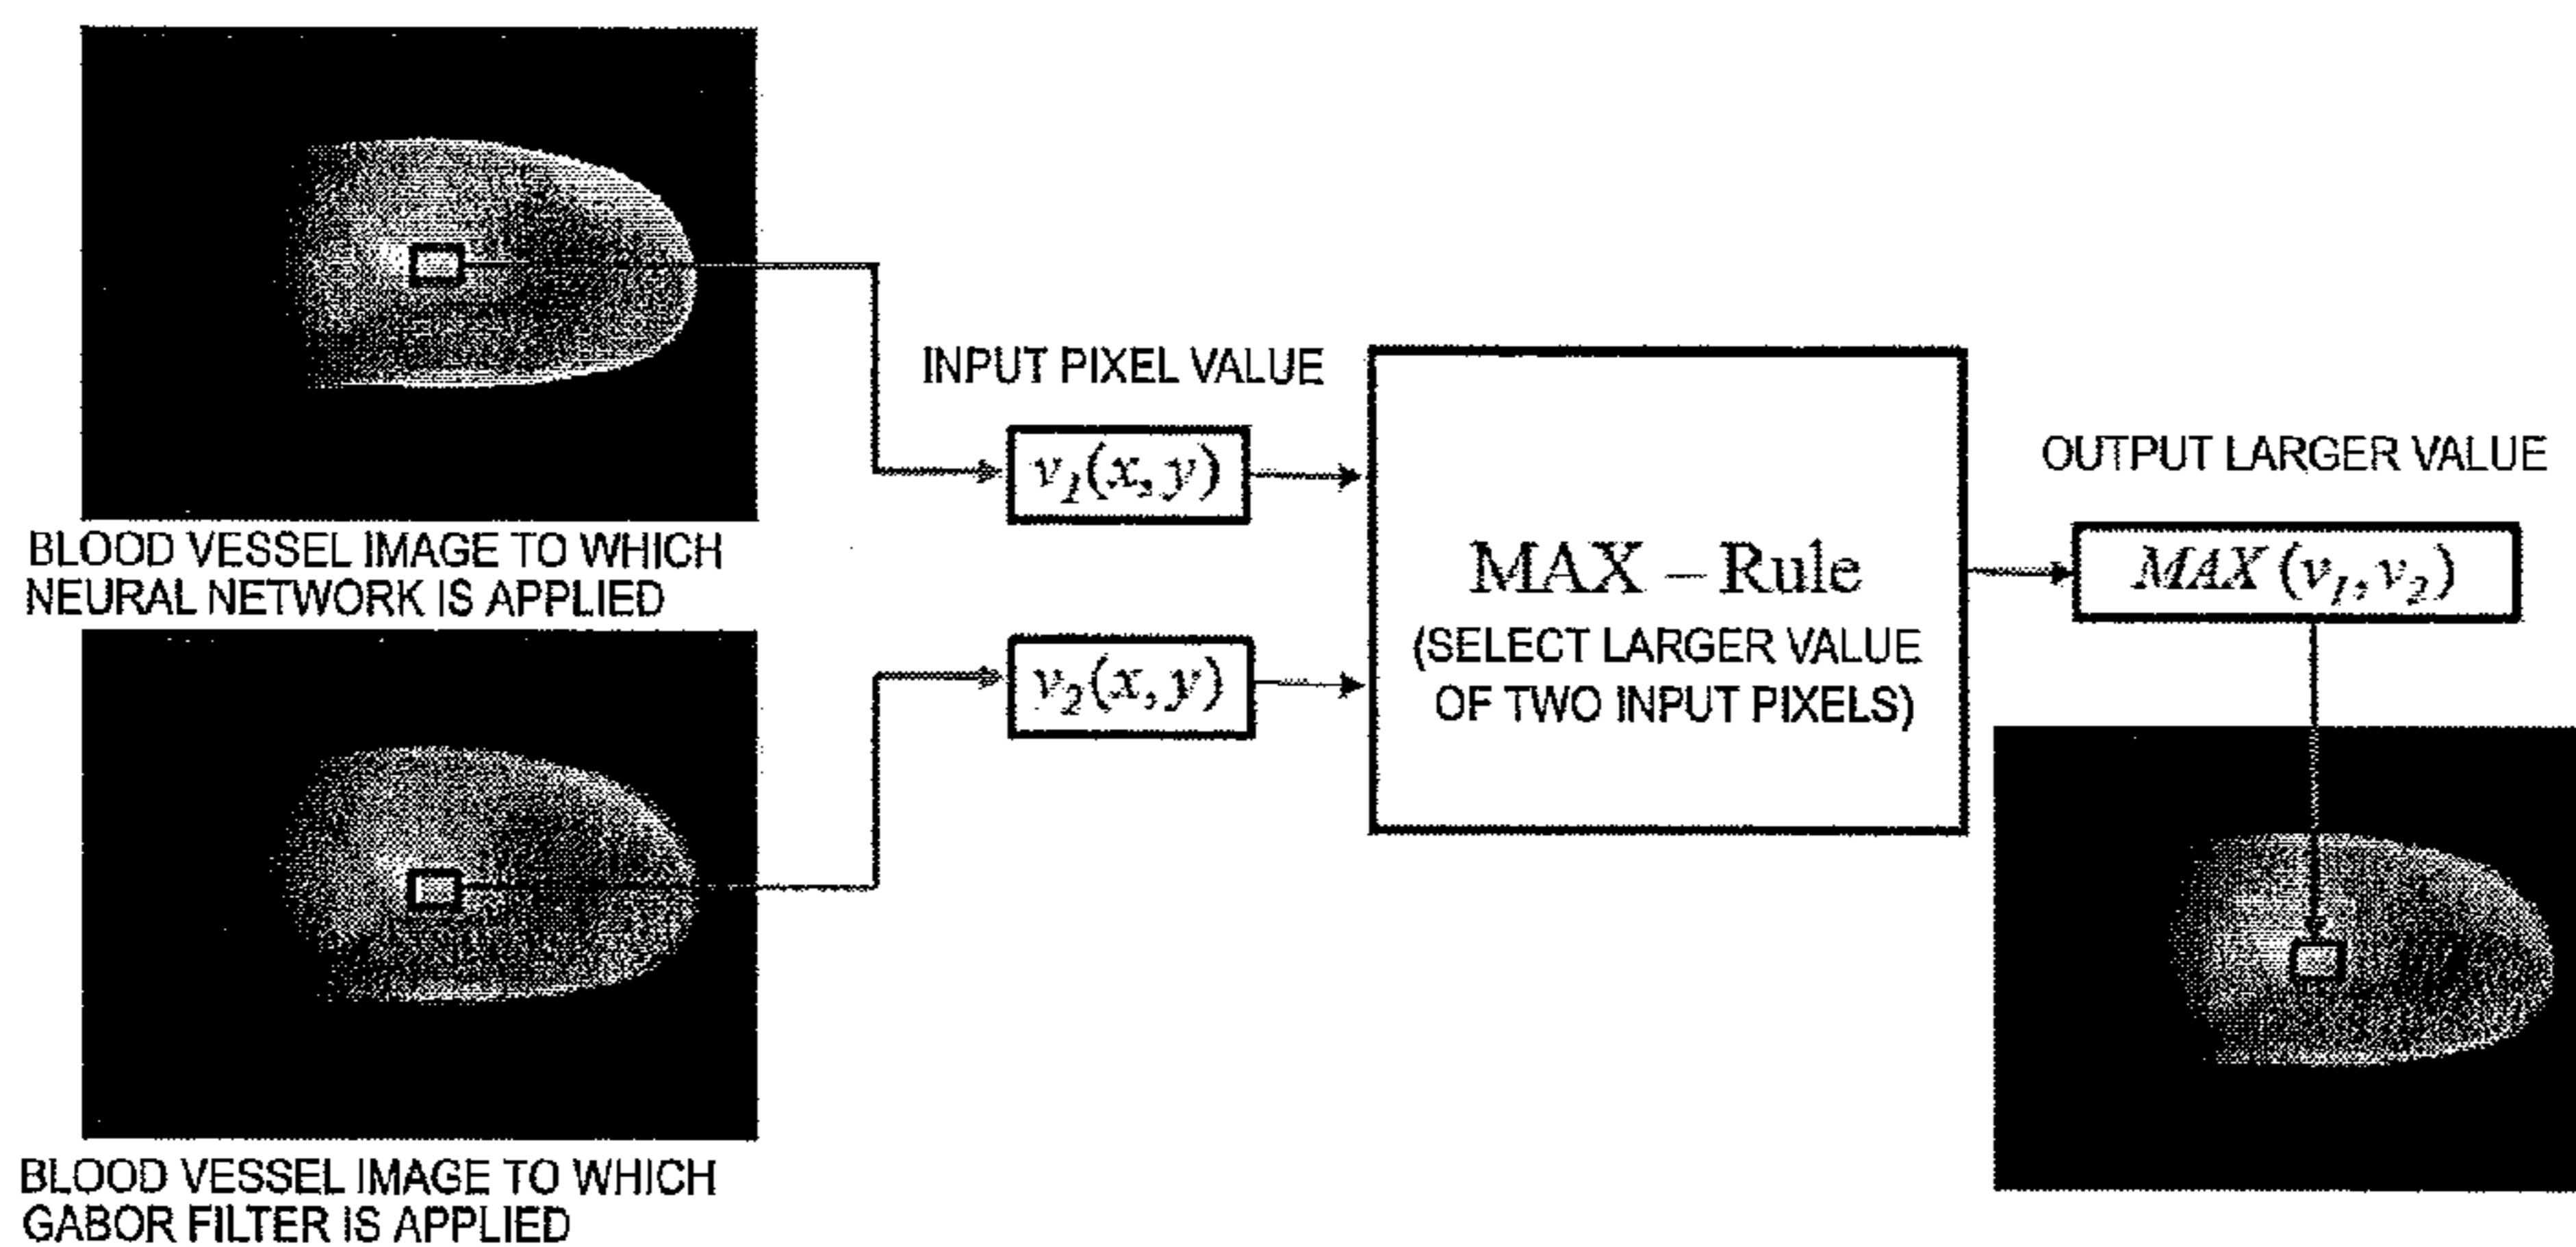 BLOOD VESSEL IMAGE TO WHICH
NEURAL NETWORK IS APPLIED
BLOOD VESSEL IMAGE TO WHICH
GABOR FILTER IS APPLIED
INPUT PIXEL VALUE
v₁(x, y)
v₂(x, y)
MAX – Rule
(SELECT LARGER VALUE
OF TWO INPUT PIXELS)
OUTPUT LARGER VALUE
MAX (v₁, v₂)